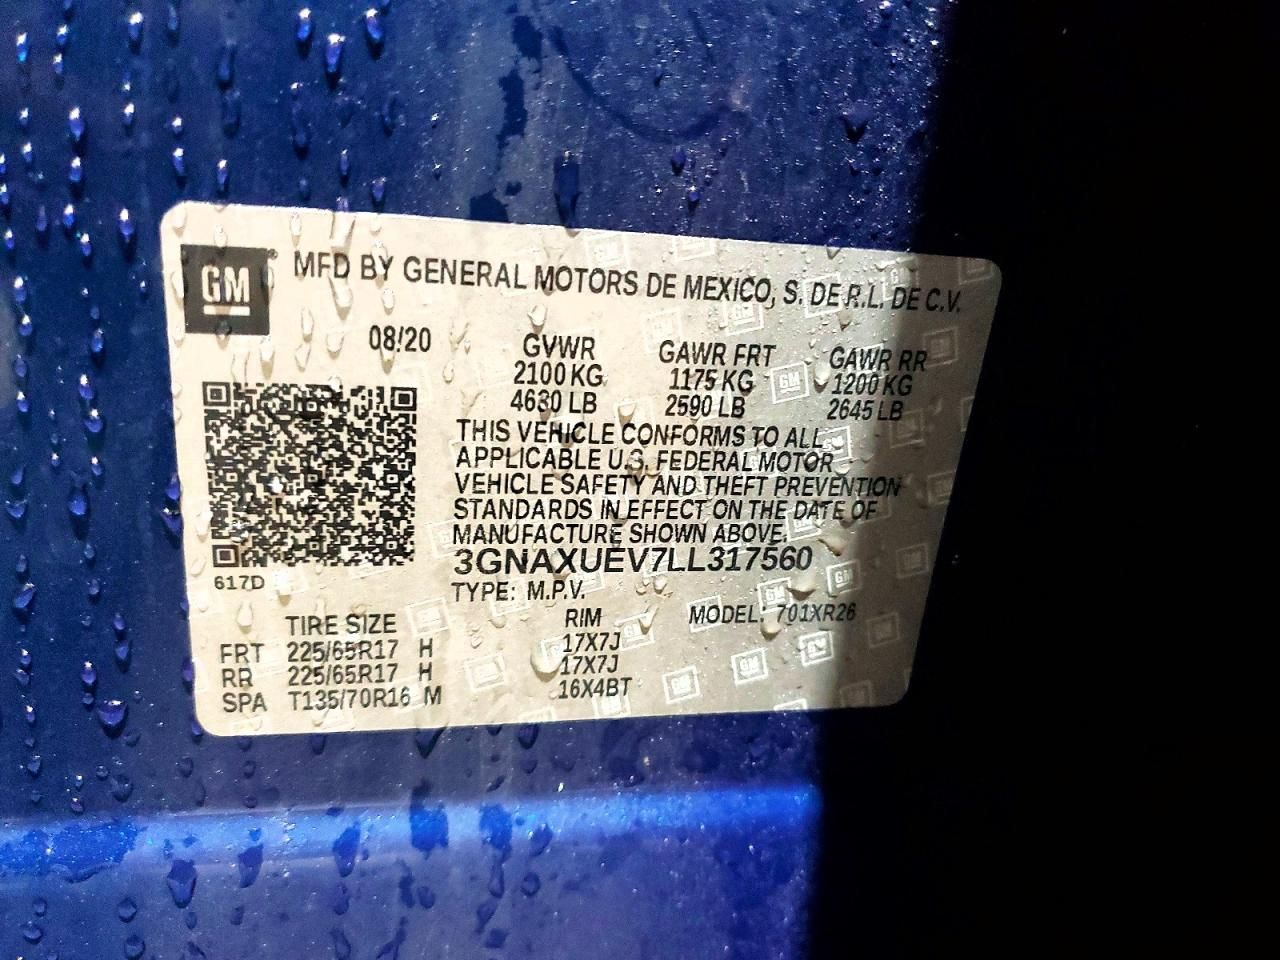 GM
MFD BY GENERAL MOTORS DE MEXICO, S. DE R.L. DE C.V.
08/20 GVWR GAWR FRT GAWR RR
2100 KG 1175 KG 1200 KG
4630 LB 2590 LB 2645 LB
THIS VEHICLE CONFORMS TO ALL
APPLICABLE U.S. FEDERAL MOTOR
VEHICLE SAFETY AND THEFT PREVENTION
STANDARDS IN EFFECT ON THE DATE OF
MANUFACTURE SHOWN ABOVE.
3GNAXUEV7LL317560
617D
TYPE: M.P.V.
TIRE SIZE RIM MODEL: 701XR26
FRT 225/65R17 H 17X7J
RR 225/65R17 H 17X7J
SPA T135/70R16 M 16X4BT